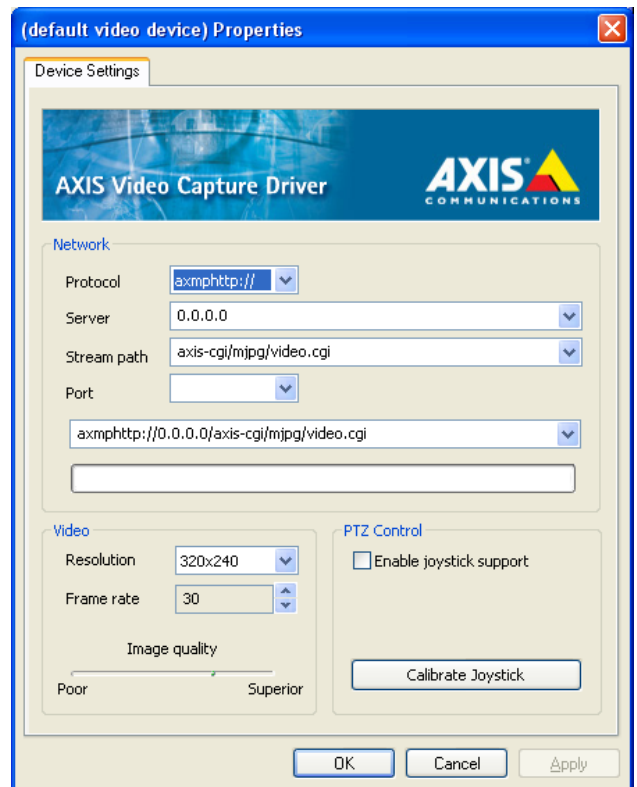 (default video device) Properties
Device Settings
AXIS Video Capture Driver
AXIS
COMMUNICATIONS
Network
Protocol axmphttp://
Server 0.0.0.0
Stream path axis-cgi/mjpg/video.cgi
Port
axmphttp://0.0.0.0/axis-cgi/mjpg/video.cgi
Video
Resolution 320x240
Frame rate 30
Image quality
Poor Superior
PTZ Control
Enable joystick support
Calibrate Joystick
OK Cancel Apply